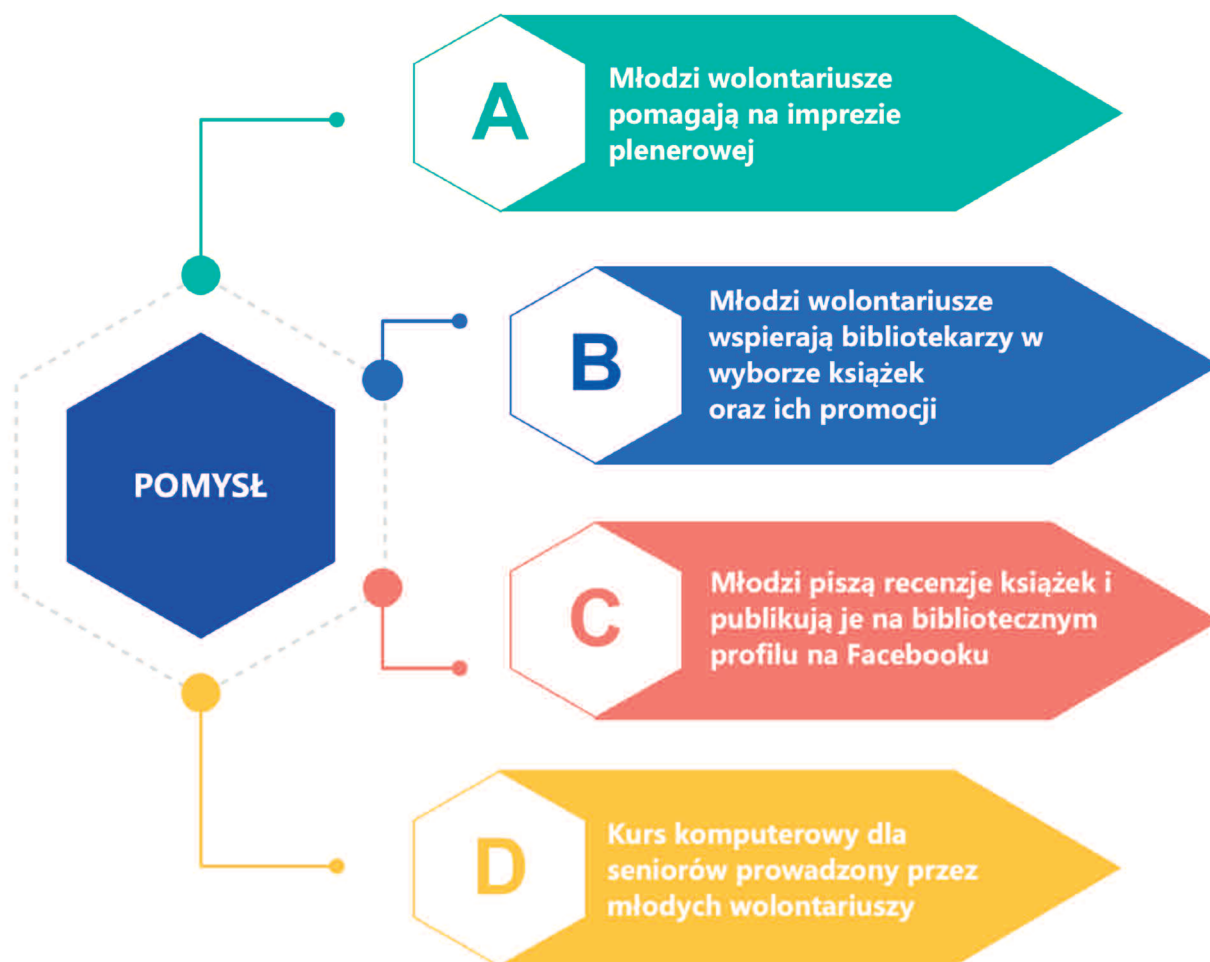 A
Młodzi wolontariusze
pomagają na imprezie
plenerowej
B
Młodzi wolontariusze
wspierają bibliotekarzy w
wyborze książek
oraz ich promocji
POMYSŁ
C
Młodzi piszą recenzje książek i
publikują je na bibliotecznym
profilu na Facebooku
D
Kurs komputerowy dla
seniorów prowadzony przez
młodych wolontariuszy